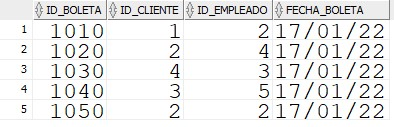 ID_BOLETA ID_CLIENTE ID_EMPLEADO FECHA_BOLETA
1 1010 1 2 17/01/22
2 1020 2 4 17/01/22
3 1030 4 3 17/01/22
4 1040 3 5 17/01/22
5 1050 2 2 17/01/22